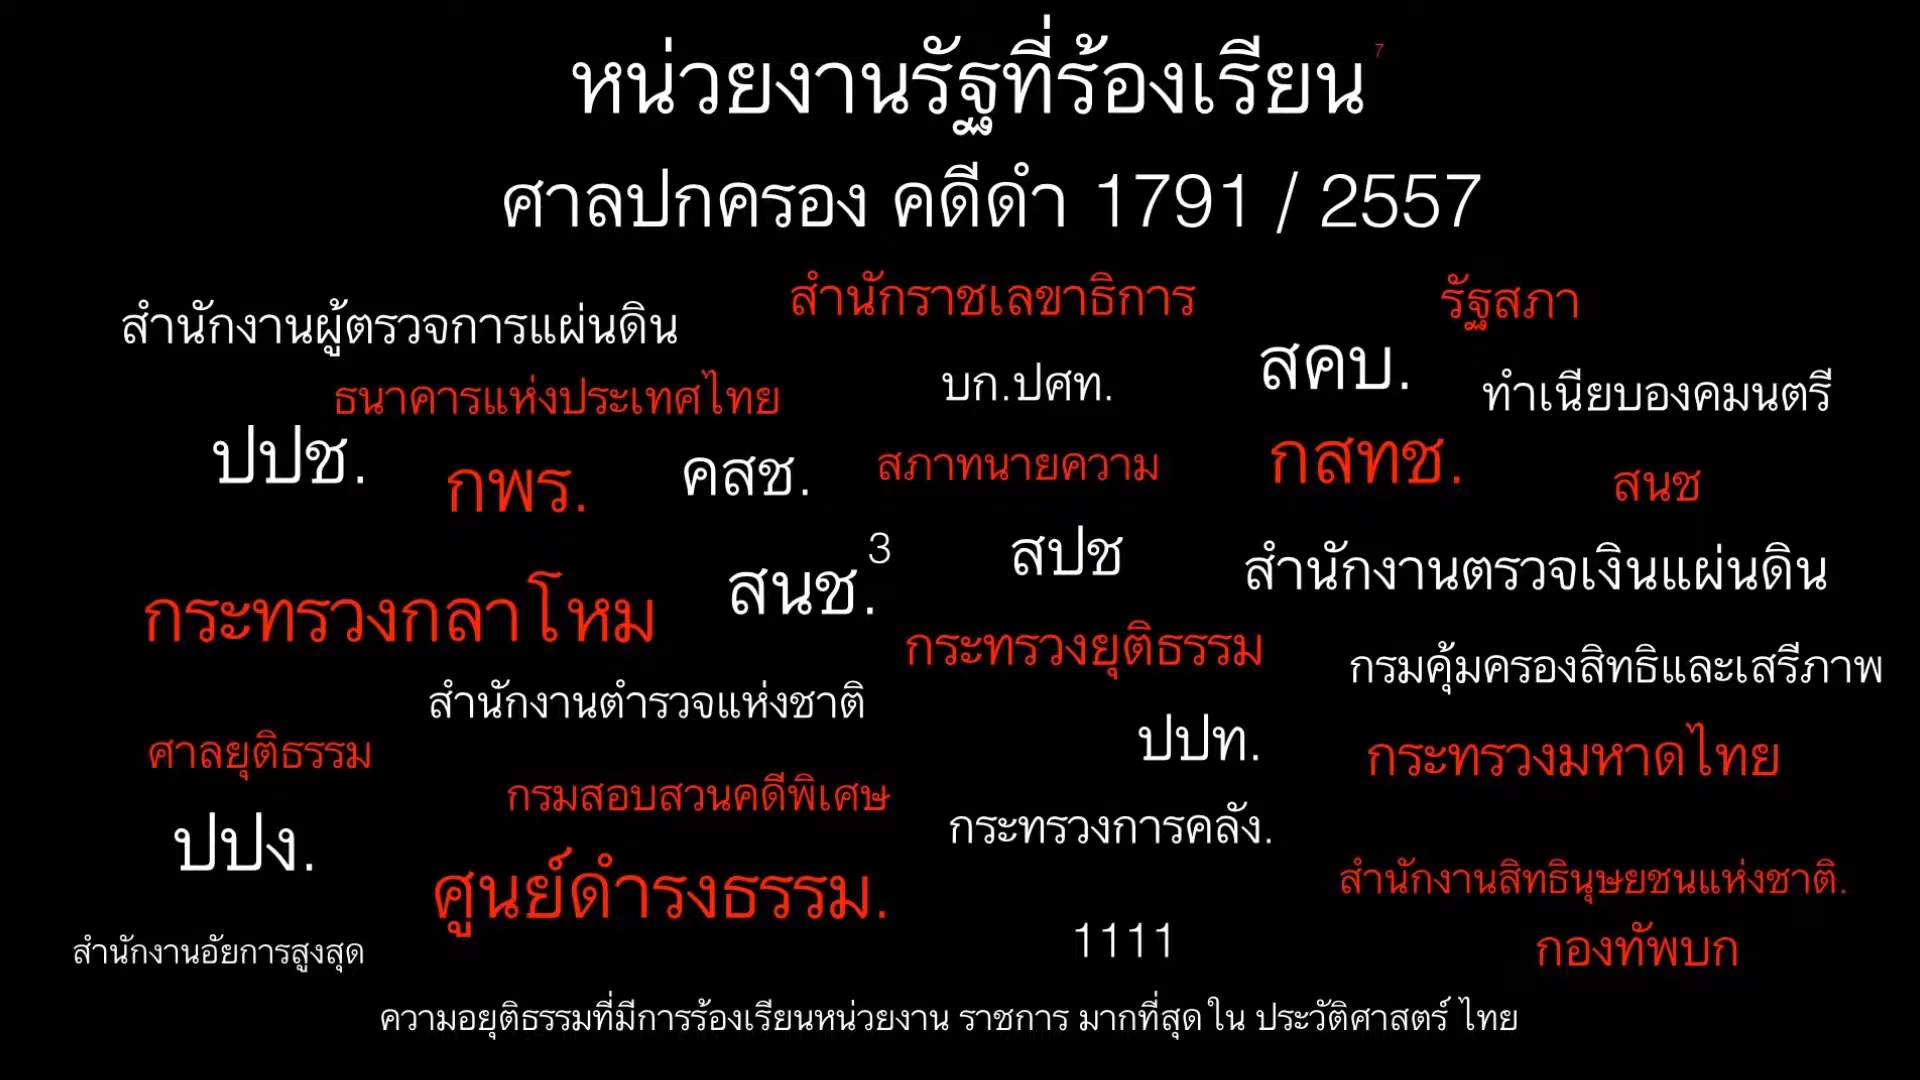 หน่วยงานรัฐที่ร้องเรียน 7
ศาลปกครอง คดีดำ 1791 / 2557
สำนักราชเลขาธิการ
รัฐสภา
สำนักงานผู้ตรวจการแผ่นดิน
สคบ.
ธนาคารแห่งประเทศไทย
บก.ปศท.
ทำเนียบองคมนตรี
ปปช.
กพร.
คสช.
สภาทนายความ
กสทช.
สนช
สนช.3
สปช
สำนักงานตรวจเงินแผ่นดิน
กระทรวงกลาโหม
กระทรวงยุติธรรม
กรมคุ้มครองสิทธิและเสรีภาพ
สำนักงานตำรวจแห่งชาติ
ศาลยุติธรรม
ปปท.
กระทรวงมหาดไทย
กรมสอบสวนคดีพิเศษ
ปปง.
กระทรวงการคลัง.
ศูนย์ดำรงธรรม.
สำนักงานสิทธินุษยชนแห่งชาติ.
สำนักงานอัยการสูงสุด
1111
กองทัพบก
ความอยุติธรรมที่มีการร้องเรียนหน่วยงาน ราชการ มากที่สุด ใน ประวัติศาสตร์ ไทย